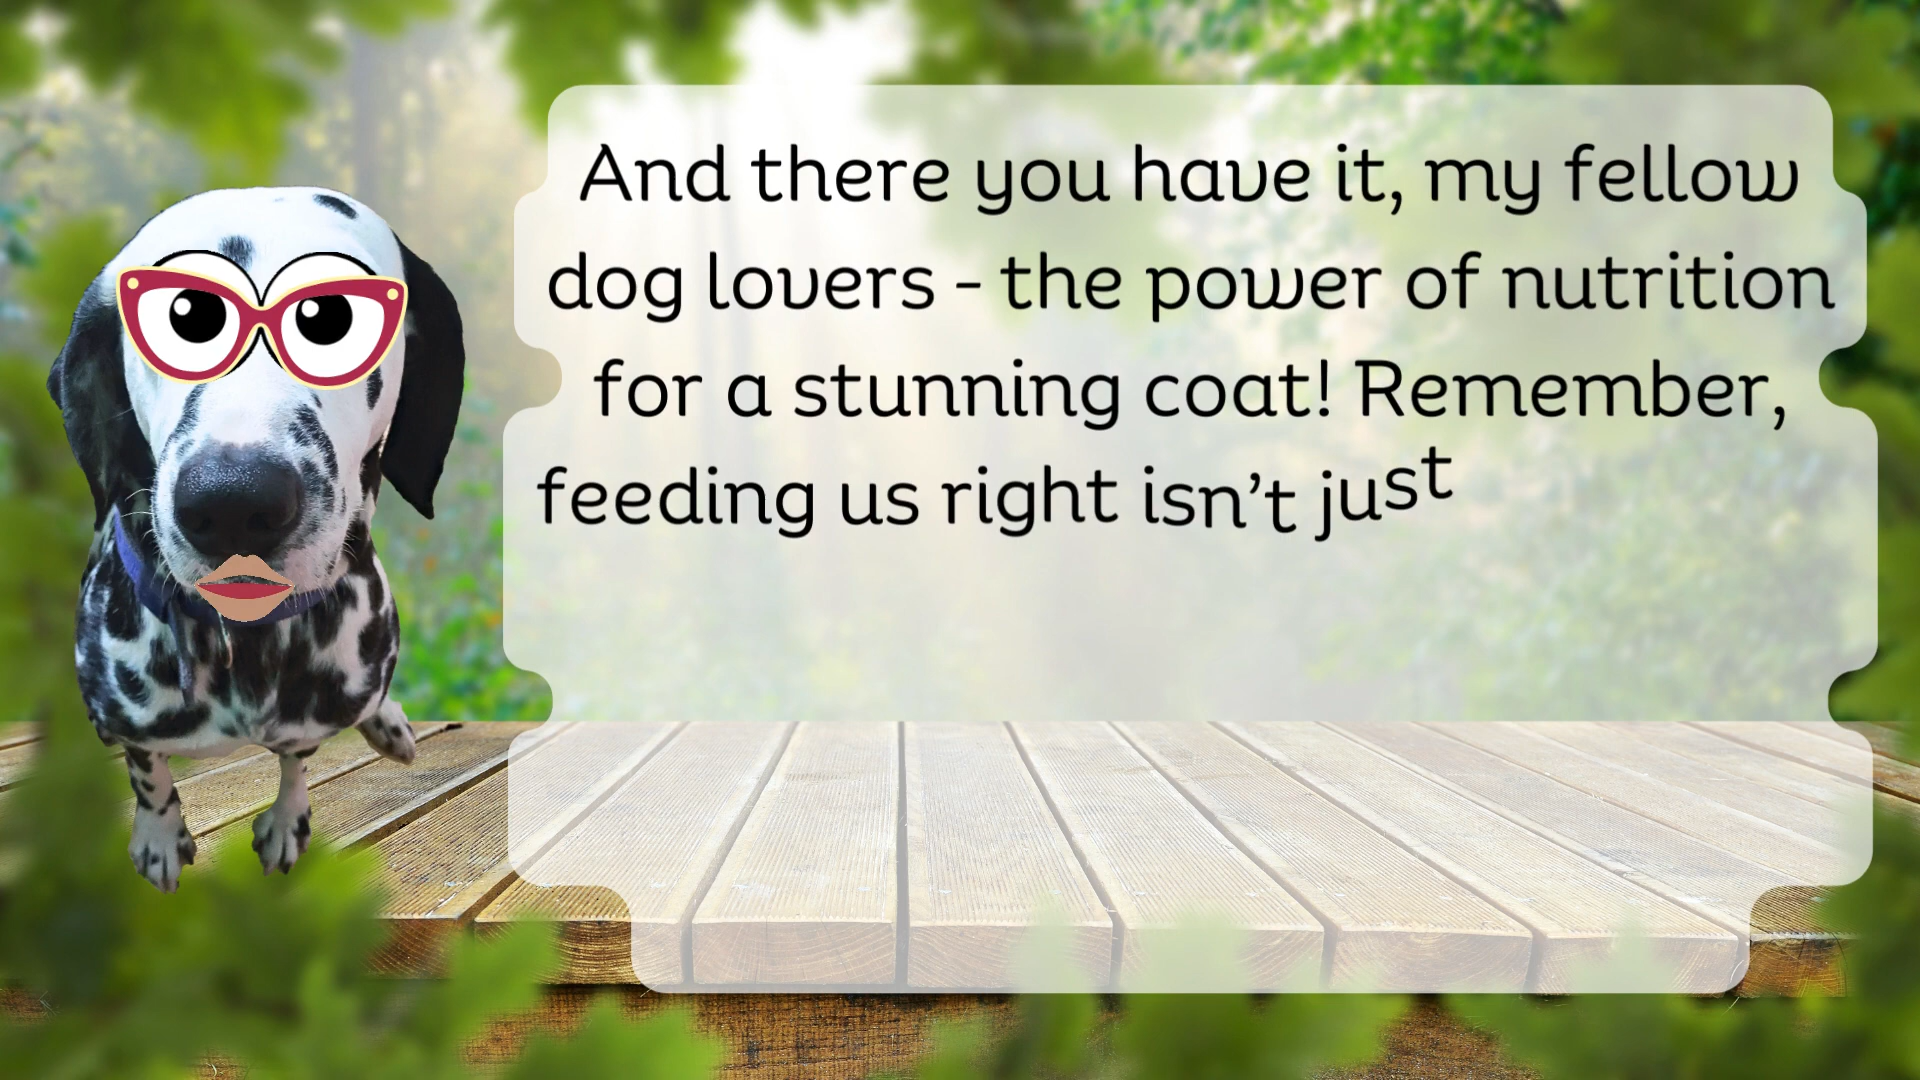 And there you have it, my fellow
dog lovers - the power of nutrition
for a stunning coat! Remember,
feeding us right isn’t just